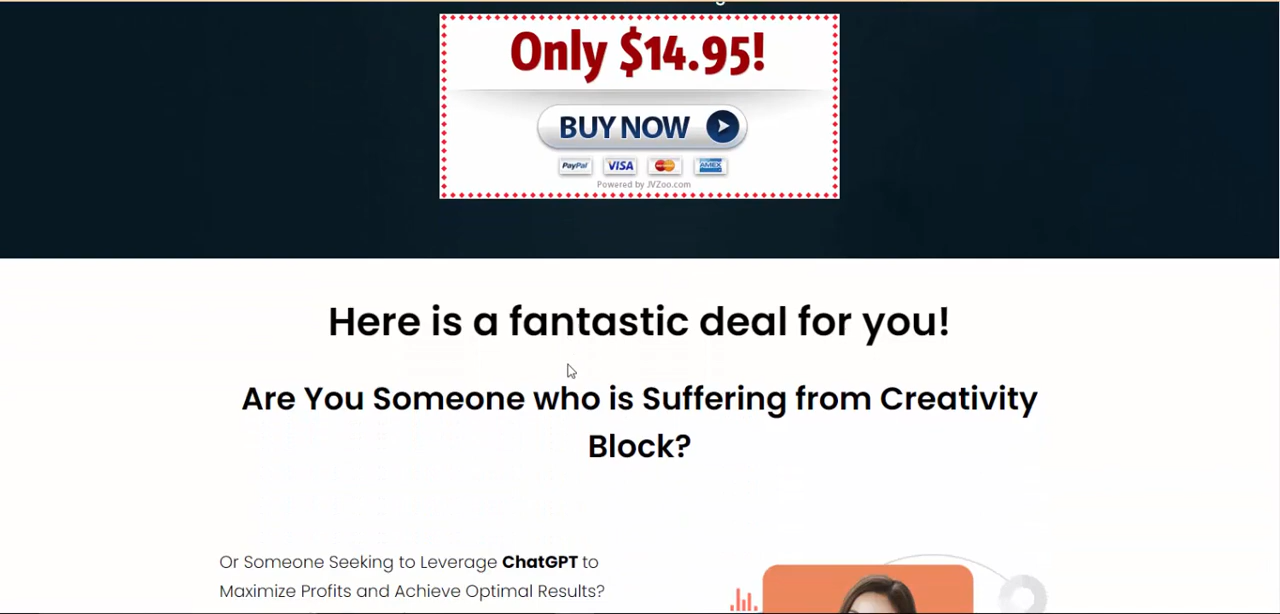 Only $14.95!
BUY NOW
PayPal VISA MasterCard AMEX
Powered by JVZoo.com
Here is a fantastic deal for you!
Are You Someone who is Suffering from Creativity
Block?
Or Someone Seeking to Leverage ChatGPT to
Maximize Profits and Achieve Optimal Results?